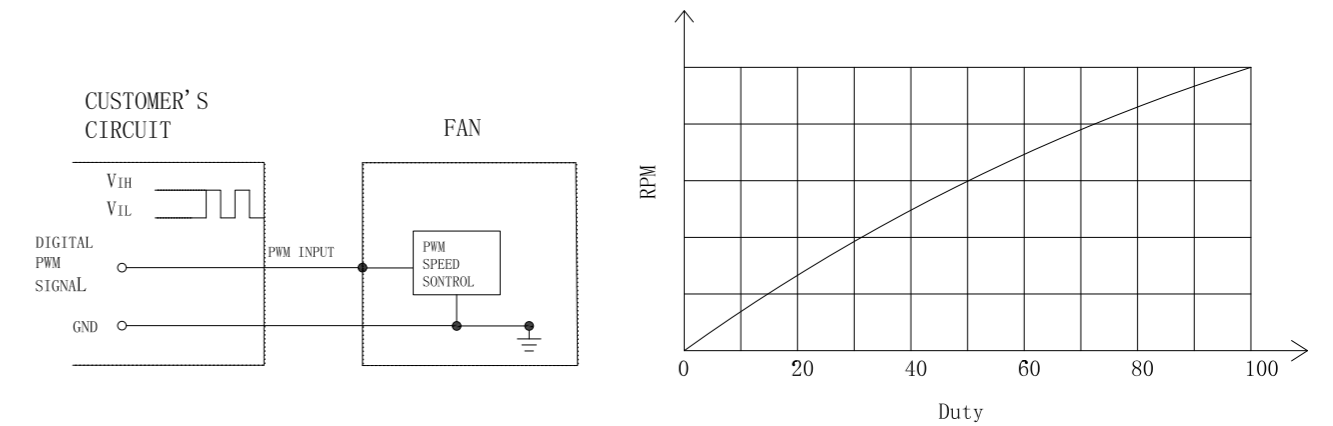 CUSTOMER'S
CIRCUIT
FAN
VIH
VIL
DIGITAL
PWM
SIGNAL
PWM INPUT
PWM
SPEED
SONTROL
GND
RPM
0 20 40 60 80 100
Duty